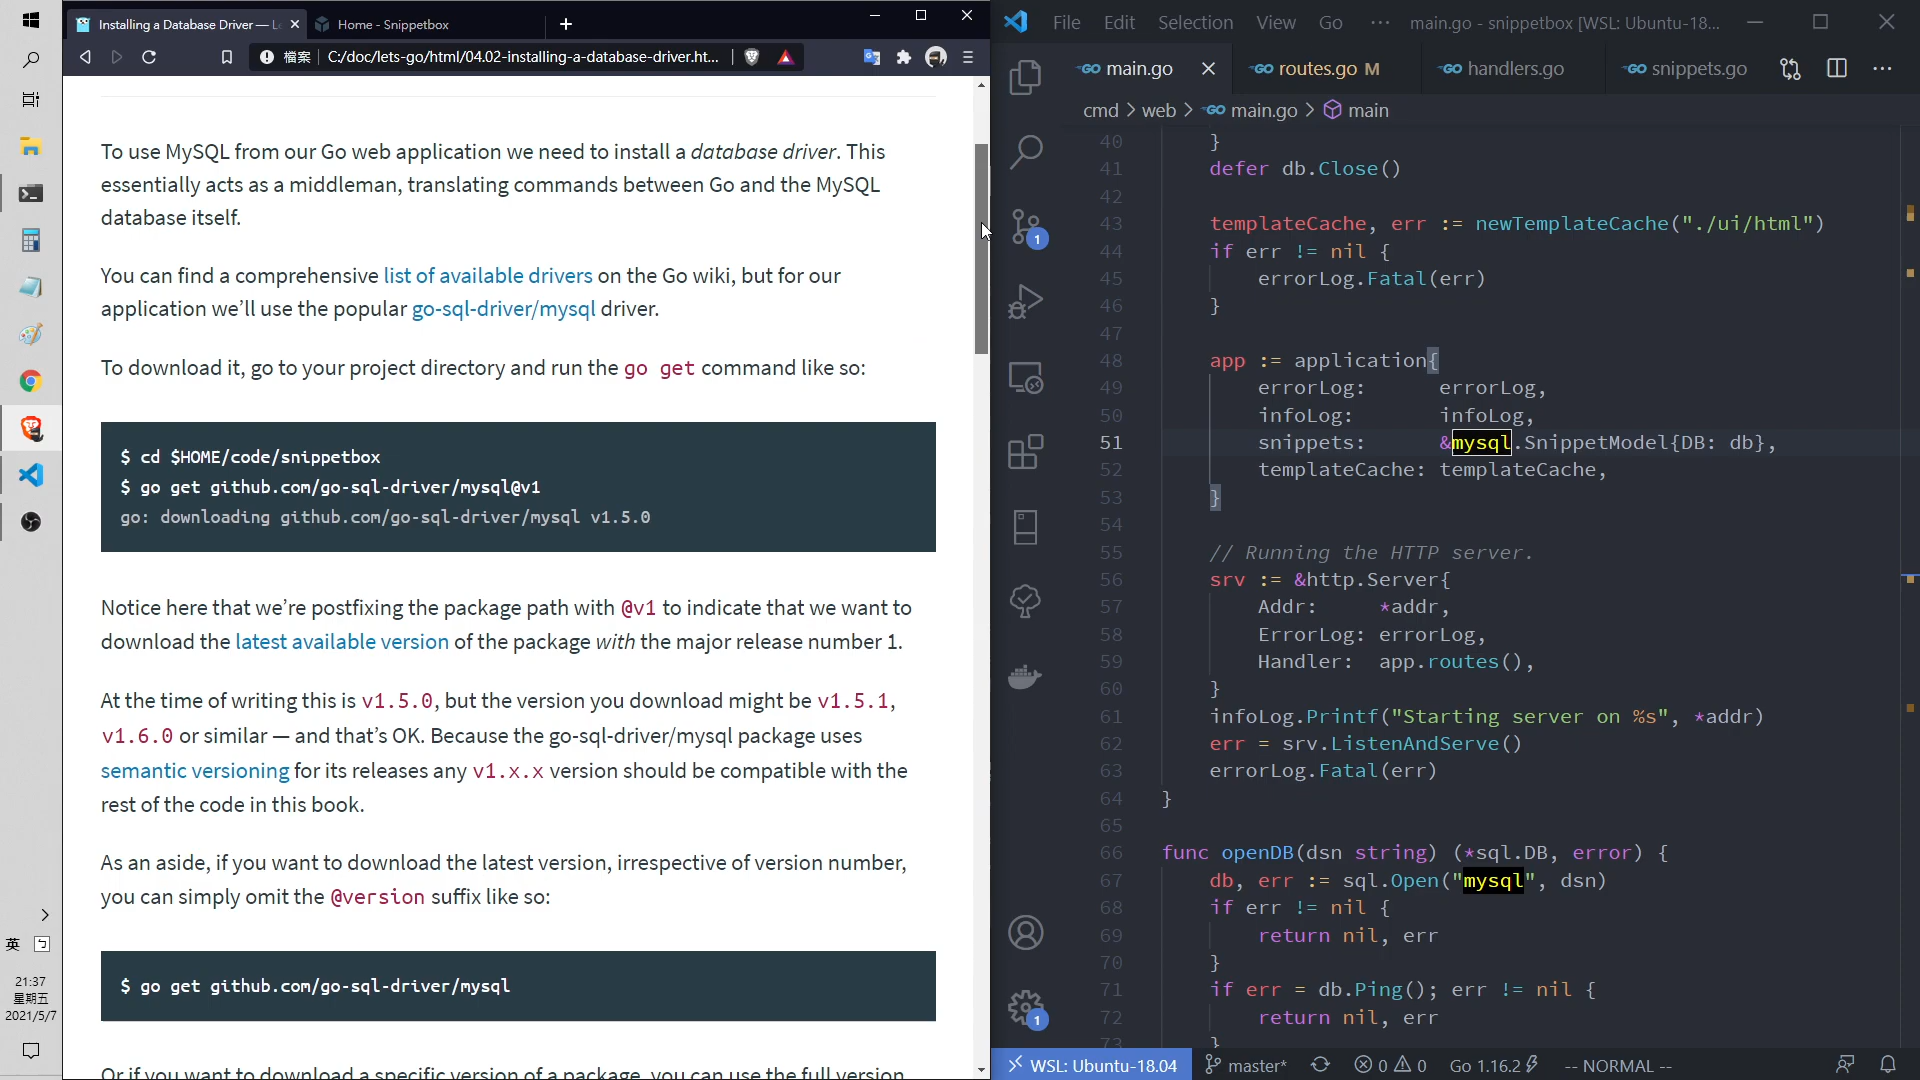 Installing a Database Driver — Le
Home - Snippetbox
檔案
C:/doc/lets-go/html/04.02-installing-a-database-driver.ht...
To use MySQL from our Go web application we need to install a database driver. This
essentially acts as a middleman, translating commands between Go and the MySQL
database itself.
You can find a comprehensive list of available drivers on the Go wiki, but for our
application we’ll use the popular go-sql-driver/mysql driver.
To download it, go to your project directory and run the go get command like so:
$ cd $HOME/code/snippetbox
$ go get github.com/go-sql-driver/mysql@v1
go: downloading github.com/go-sql-driver/mysql v1.5.0
Notice here that we’re postfixing the package path with @v1 to indicate that we want to
download the latest available version of the package with the major release number 1.
At the time of writing this is v1.5.0, but the version you download might be v1.5.1,
v1.6.0 or similar — and that’s OK. Because the go-sql-driver/mysql package uses
semantic versioning for its releases any v1.x.x version should be compatible with the
rest of the code in this book.
As an aside, if you want to download the latest version, irrespective of version number,
you can simply omit the @version suffix like so:
$ go get github.com/go-sql-driver/mysql
Or if you want to download a specific version of a package, you can use the full version
英
21:37
星期五
2021/5/7
File Edit Selection View Go ··· main.go - snippetbox [WSL: Ubuntu-18...
main.go
routes.go M
handlers.go
snippets.go
cmd > web > main.go > main
40 }
41 defer db.Close()
42
43 templateCache, err := newTemplateCache("./ui/html")
44 if err != nil {
45 errorLog.Fatal(err)
46 }
47
48 app := application{
49 errorLog: errorLog,
50 infoLog: infoLog,
51 snippets: &mysql.SnippetModel{DB: db},
52 templateCache: templateCache,
53 }
54
55 // Running the HTTP server.
56 srv := &http.Server{
57 Addr: *addr,
58 ErrorLog: errorLog,
59 Handler: app.routes(),
60 }
61 infoLog.Printf("Starting server on %s", *addr)
62 err = srv.ListenAndServe()
63 errorLog.Fatal(err)
64 }
65
66 func openDB(dsn string) (*sql.DB, error) {
67 db, err := sql.Open("mysql", dsn)
68 if err != nil {
69 return nil, err
70 }
71 if err = db.Ping(); err != nil {
72 return nil, err
73 }
1
1
WSL: Ubuntu-18.04 master* 0 0 Go 1.16.2 -- NORMAL --